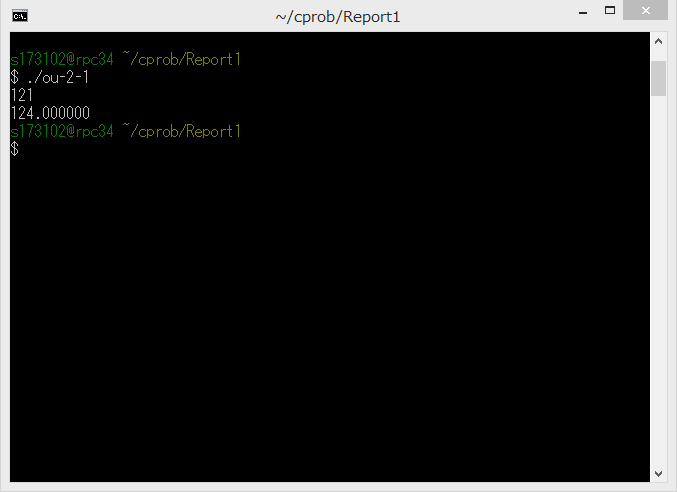 ~/cprob/Report1
s173102@rpc34 ~/cprob/Report1
$ ./ou-2-1
121
124.000000
s173102@rpc34 ~/cprob/Report1
$